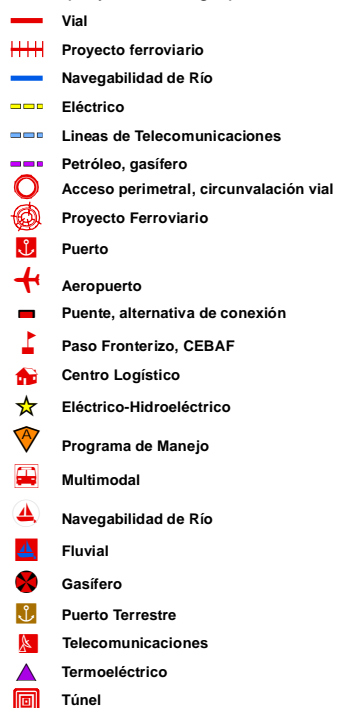 Vial
Proyecto ferroviario
Navegabilidad de Río
Eléctrico
Lineas de Telecomunicaciones
Petróleo, gasífero
Acceso perimetral, circunvalación vial
Proyecto Ferroviario
Puerto
Aeropuerto
Puente, alternativa de conexión
Paso Fronterizo, CEBAF
Centro Logístico
Eléctrico-Hidroeléctrico
A
Programa de Manejo
Multimodal
Navegabilidad de Río
Fluvial
Gasífero
Puerto Terrestre
Telecomunicaciones
Termoeléctrico
Túnel